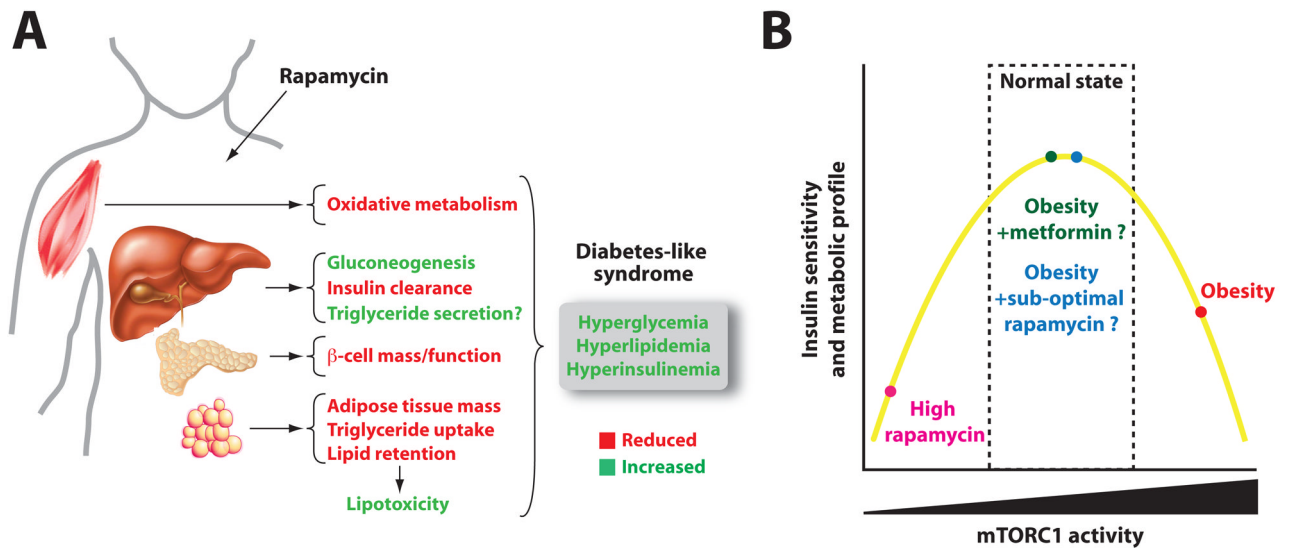 A
Rapamycin
Oxidative metabolism
Gluconeogenesis
Insulin clearance
Triglyceride secretion?
β-cell mass/function
Adipose tissue mass
Triglyceride uptake
Lipid retention
Lipotoxicity
Diabetes-like
syndrome
Hyperglycemia
Hyperlipidemia
Hyperinsulinemia
Reduced
Increased
B
Insulin sensitivity
and metabolic profile
Normal state
Obesity
+metformin ?
Obesity
+sub-optimal
rapamycin ?
Obesity
High
rapamycin
mTORC1 activity